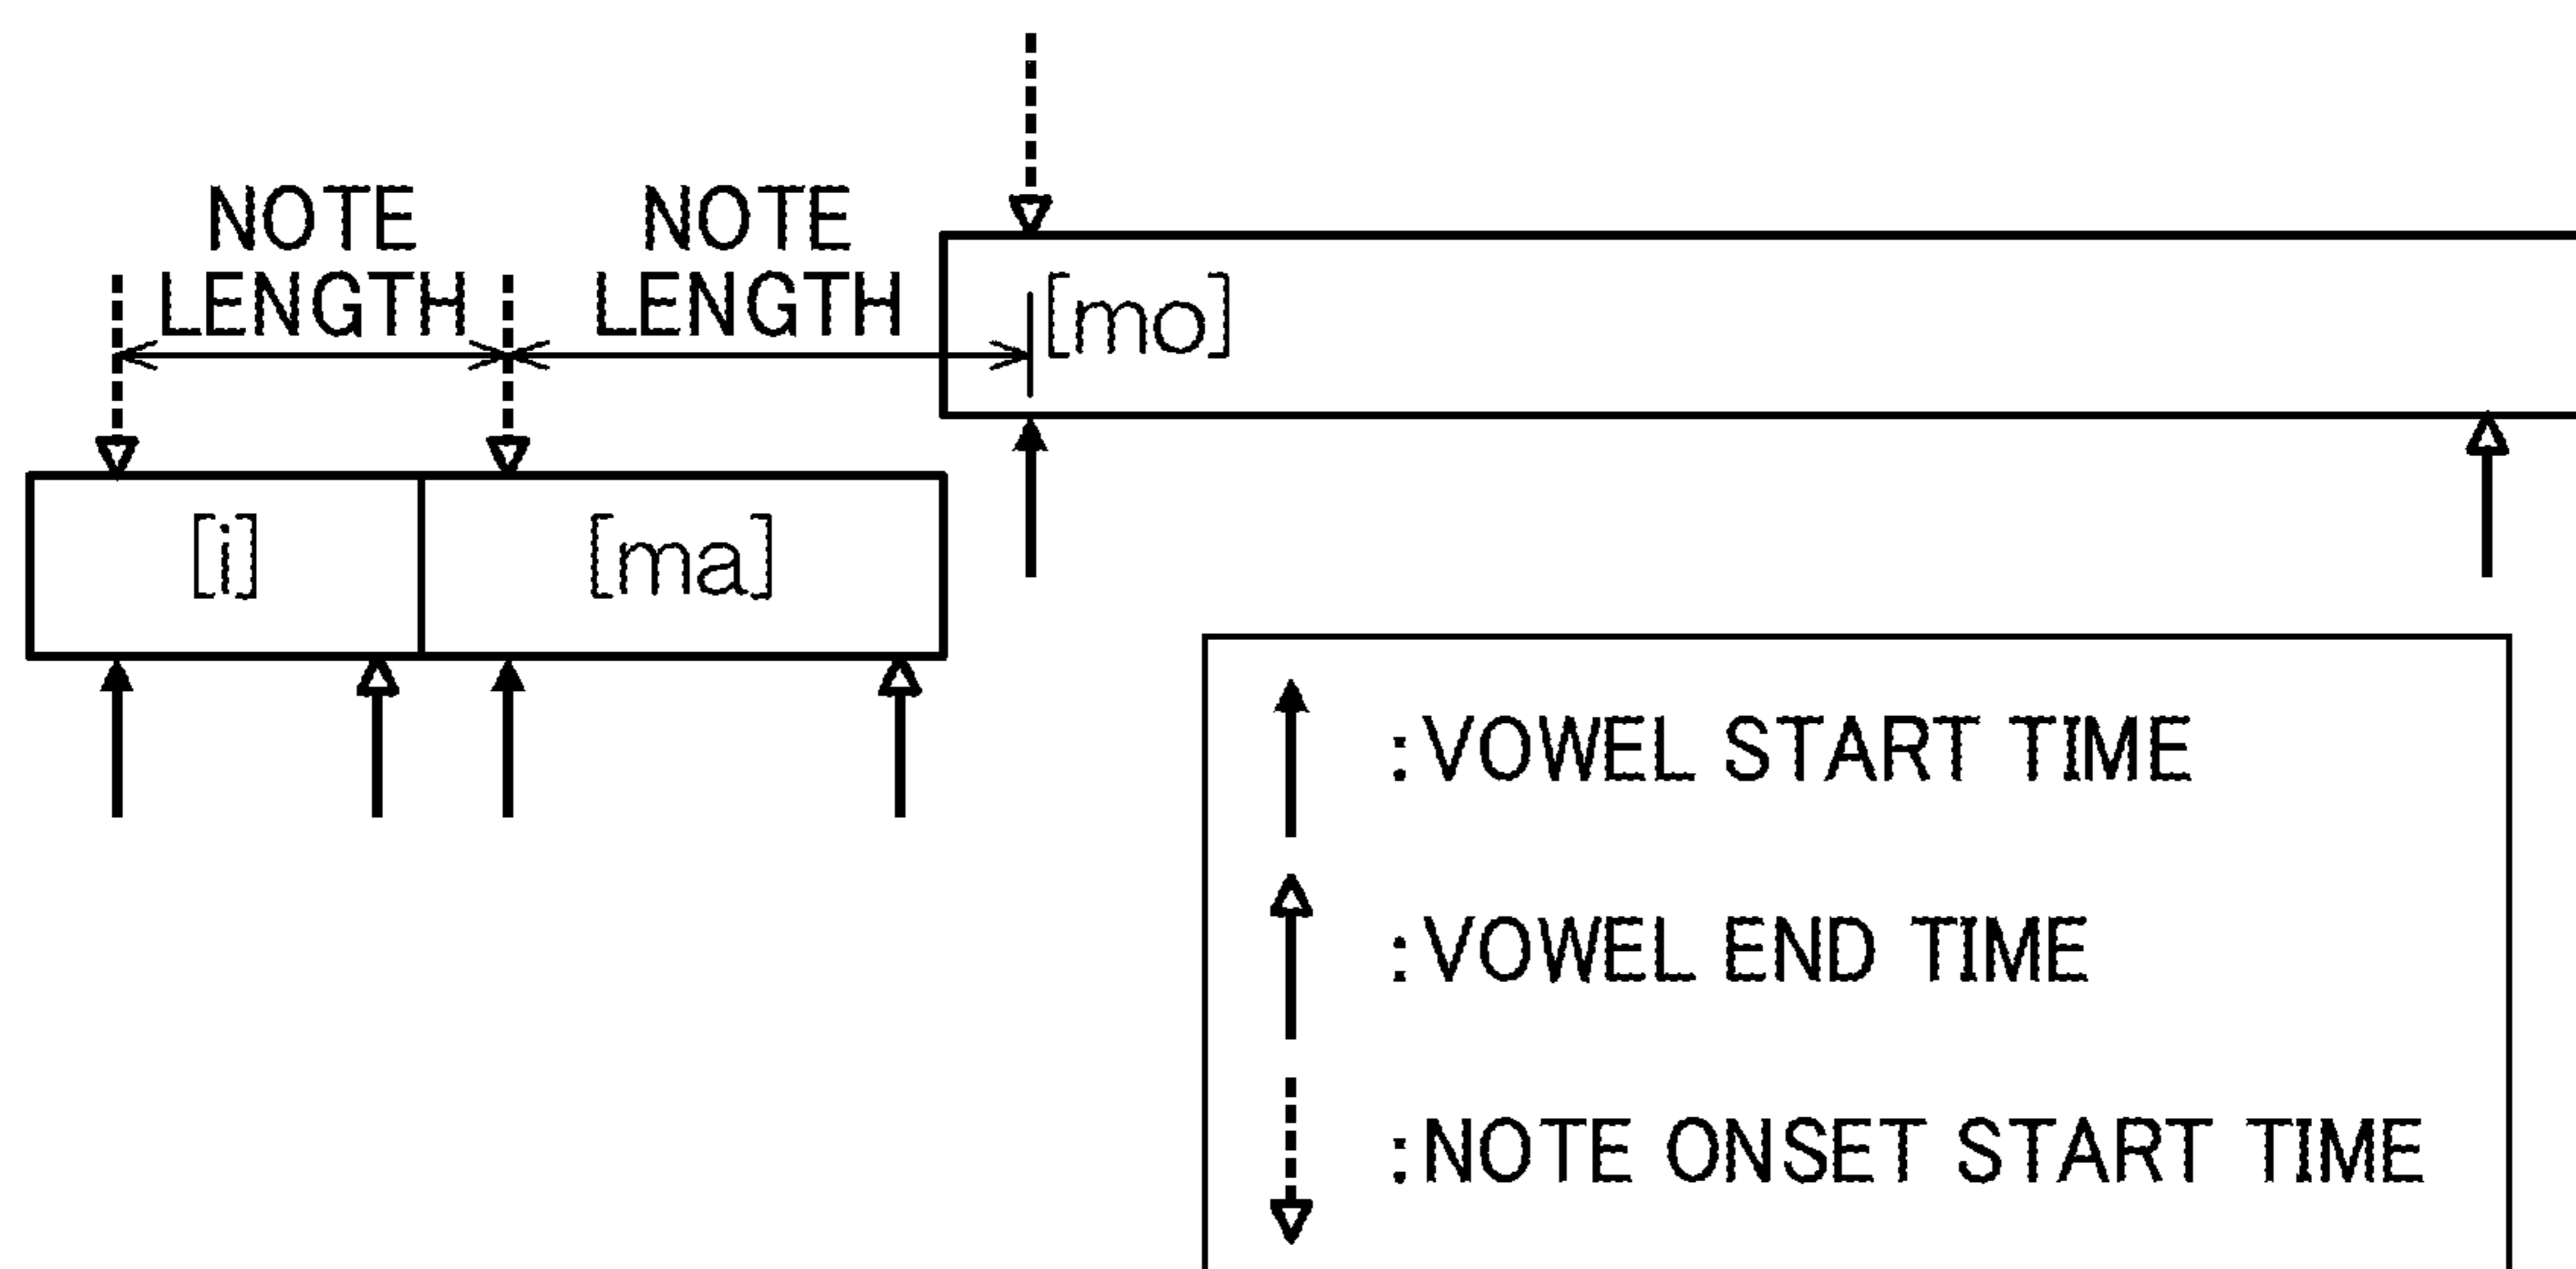 NOTE
LENGTH
NOTE
LENGTH
[mo]
[i]
[ma]
:VOWEL START TIME
:VOWEL END TIME
:NOTE ONSET START TIME